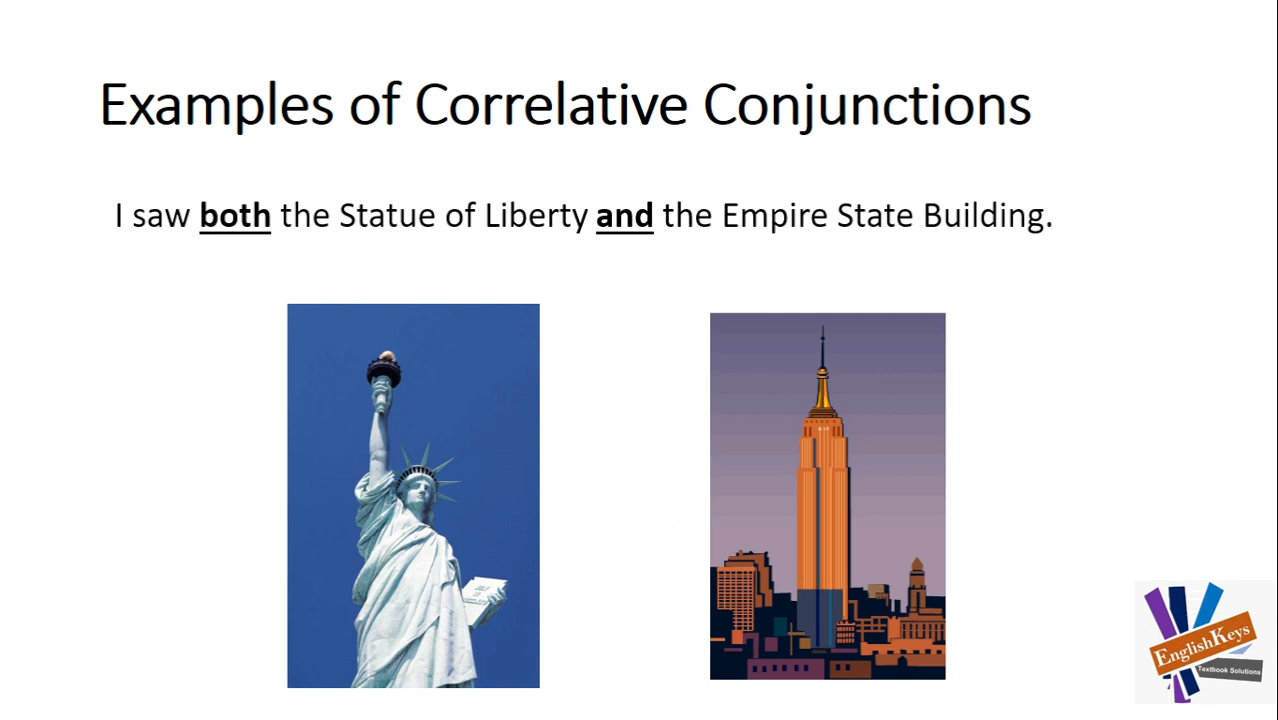 Examples of Correlative Conjunctions
I saw both the Statue of Liberty and the Empire State Building.
EnglishKeys
Textbook Solutions